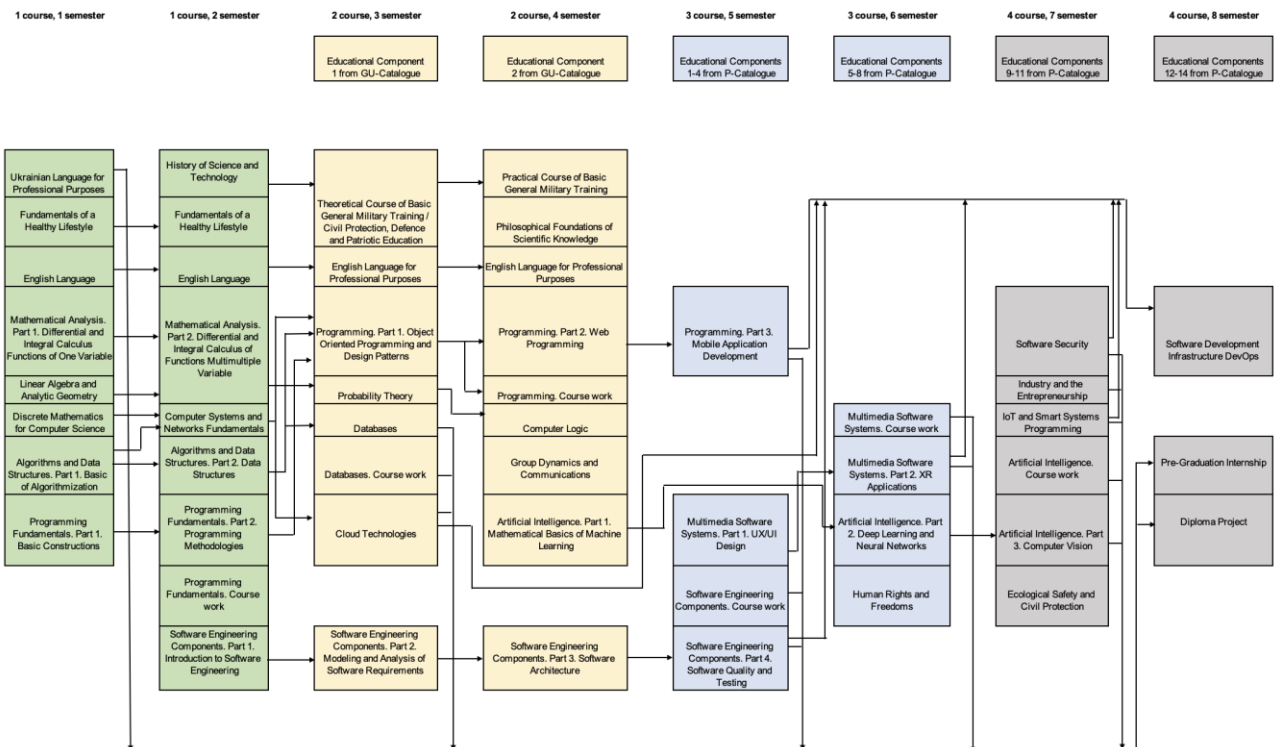 1 course, 1 semester
1 course, 2 semester
2 course, 3 semester
2 course, 4 semester
3 course, 5 semester
3 course, 6 semester
4 course, 7 semester
4 course, 8 semester
Educational Component
1 from GU-Catalogue
Educational Component
2 from GU-Catalogue
Educational Components
1-4 from P-Catalogue
Educational Components
5-8 from P-Catalogue
Educational Components
9-11 from P-Catalogue
Educational Components
12-14 from P-Catalogue
Ukrainian Language for
Professional Purposes
Fundamentals of a
Healthy Lifestyle
English Language
Mathematical Analysis.
Part 1. Differential and
Integral Calculus
Functions of One Variable
Linear Algebra and
Analytic Geometry
Discrete Mathematics
for Computer Science
Algorithms and Data
Structures. Part 1. Basic
of Algorithmization
Programming
Fundamentals. Part 1.
Basic Constructions
History of Science and
Technology
Fundamentals of a
Healthy Lifestyle
English Language
Mathematical Analysis.
Part 2. Differential and
Integral Calculus of
Functions Multimultiple
Variable
Computer Systems and
Networks Fundamentals
Algorithms and Data
Structures. Part 2. Data
Structures
Programming
Fundamentals. Part 2.
Programming
Methodologies
Programming
Fundamentals. Course
work
Software Engineering
Components. Part 1.
Introduction to Software
Engineering
Theoretical Course of Basic
General Military Training /
Civil Protection, Defence
and Patriotic Education
English Language for
Professional Purposes
Programming. Part 1. Object
Oriented Programming and
Design Patterns
Probability Theory
Databases
Databases. Course work
Cloud Technologies
Software Engineering
Components. Part 2.
Modeling and Analysis of
Software Requirements
Practical Course of Basic
General Military Training
Philosophical Foundations of
Scientific Knowledge
English Language for Professional
Purposes
Programming. Part 2. Web
Programming
Programming. Course work
Computer Logic
Group Dynamics and
Communications
Artificial Intelligence. Part 1.
Mathematical Basics of Machine
Learning
Software Engineering
Components. Part 3. Software
Architecture
Programming. Part 3.
Mobile Application
Development
Multimedia Software
Systems. Part 1. UX/UI
Design
Software Engineering
Components. Course work
Software Engineering
Components. Part 4.
Software Quality and
Testing
Multimedia Software
Systems. Course work
Multimedia Software
Systems. Part 2. XR
Applications
Artificial Intelligence. Part
2. Deep Learning and
Neural Networks
Human Rights and
Freedoms
Software Security
Industry and the
Entrepreneurship
IoT and Smart Systems
Programming
Artificial Intelligence.
Course work
Artificial Intelligence. Part
3. Computer Vision
Ecological Safety and
Civil Protection
Software Development
Infrastructure DevOps
Pre-Graduation Internship
Diploma Project